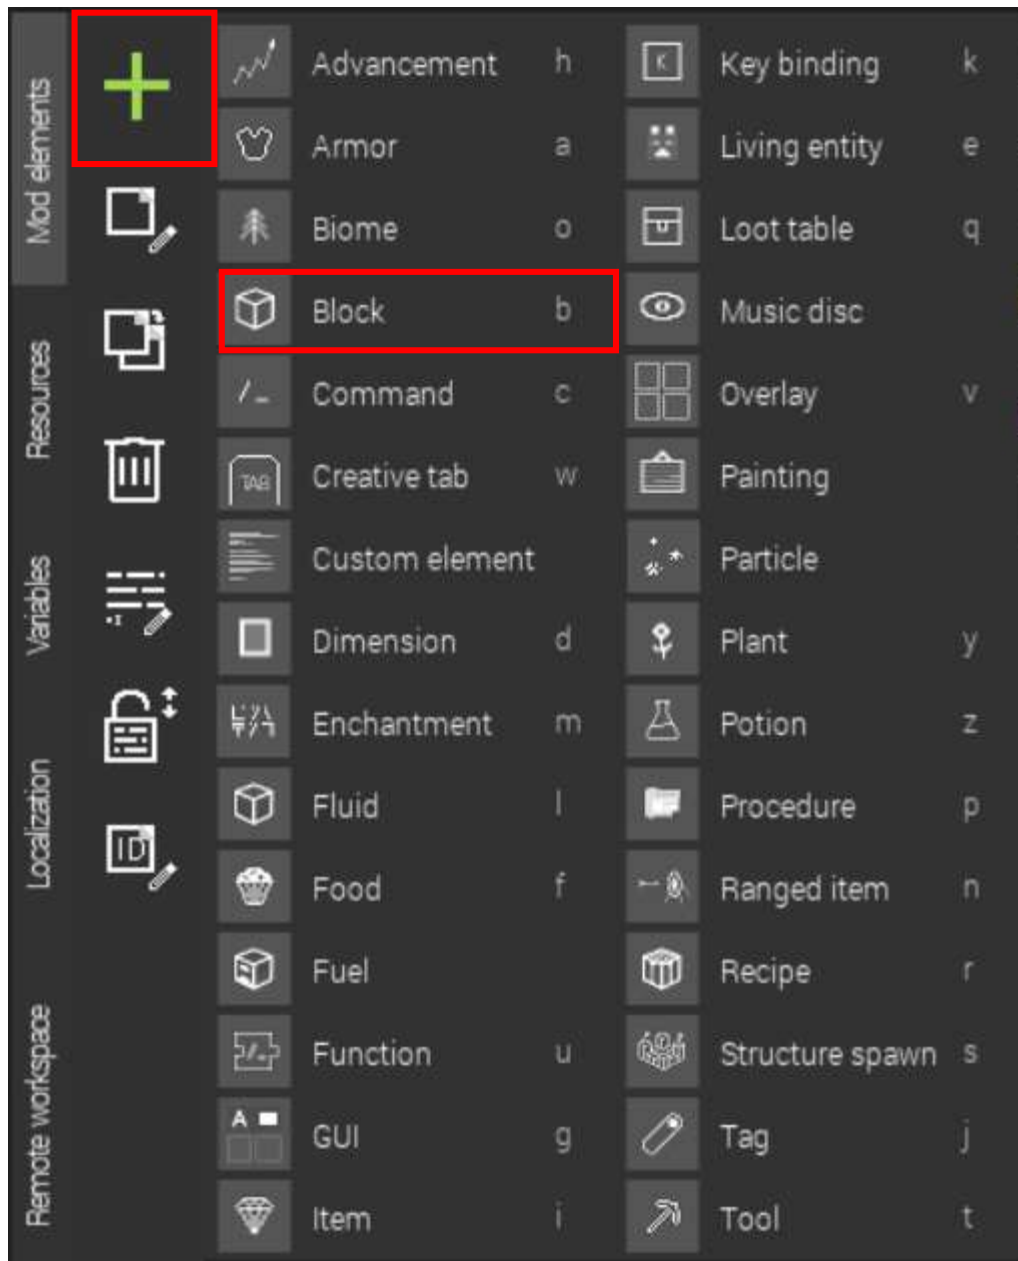 Mod elements
Resources
Variables
Localization
Remote workspace
ID
Advancement h
Armor a
Biome o
Block b
Command c
TAB Creative tab w
Custom element
Dimension d
Enchantment m
Fluid l
Food f
Fuel
Function u
A GUI g
Item i
K Key binding k
Living entity e
Loot table q
Music disc
Overlay v
Painting
Particle
Plant y
Potion z
Procedure p
Ranged item n
Recipe r
Structure spawn s
Tag j
Tool t